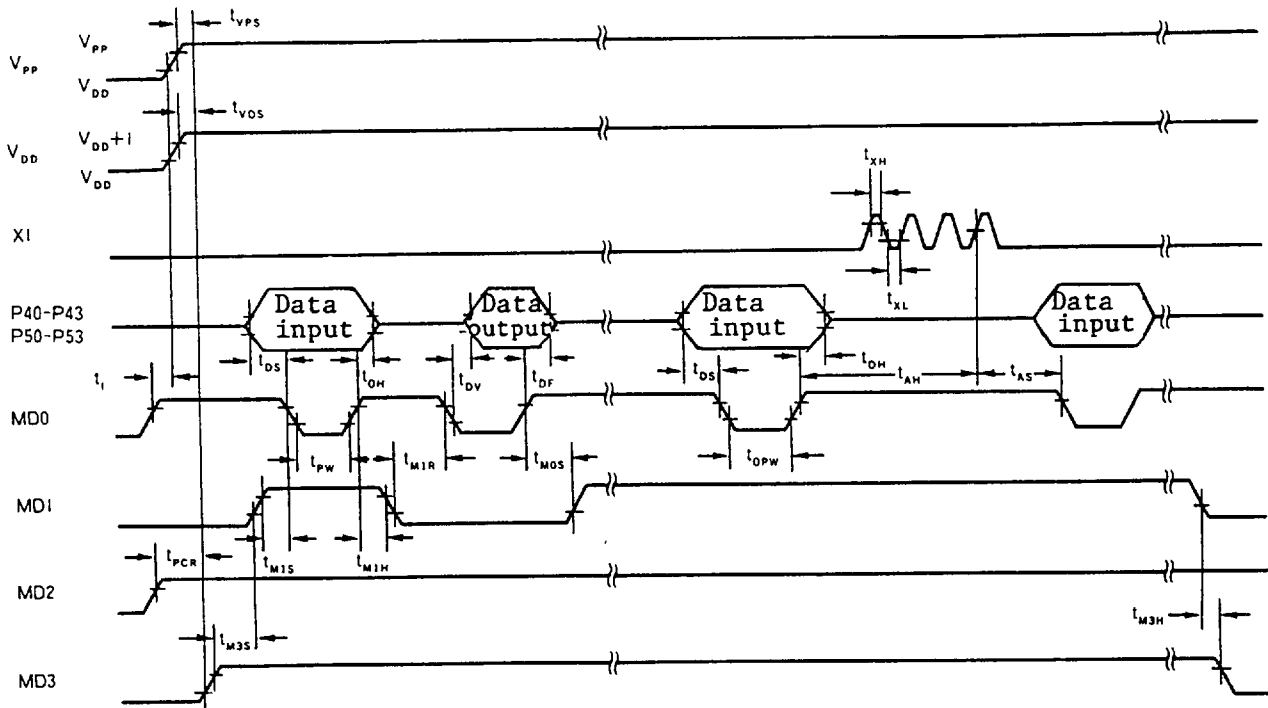 tVPS
VPP
VPP
VDD
tVDS
VDD+1
VDD
VDD
tXH
X1
tXL
P40-P43
P50-P53
Data input
Data output
Data input
Data input
tDS
tOH
tDV
tDF
tDS
tDH
tAH
tAS
tI
MD0
tPW
tM1R
tM0S
tOPW
MD1
tPCR
tM1S
tM1H
MD2
tM3S
tM3H
MD3